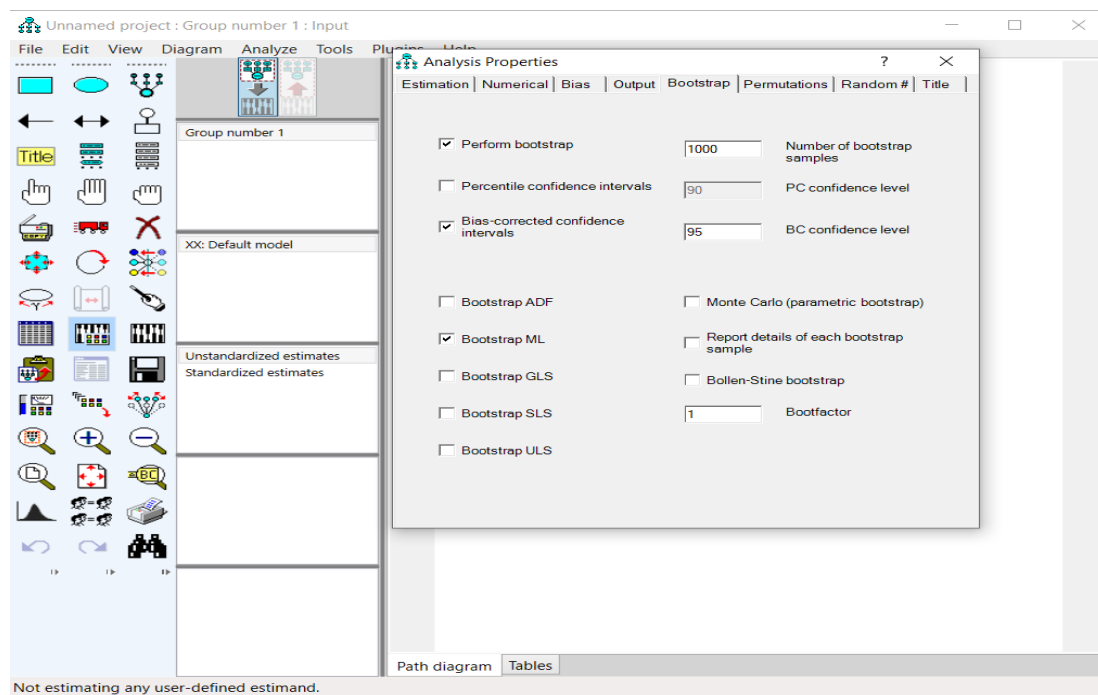 Unnamed project : Group number 1 : Input
File Edit View Diagram Analyze Tools Plugins Help
Analysis Properties ?
Estimation Numerical Bias Output Bootstrap Permutations Random # Title
Group number 1
XX: Default model
Unstandardized estimates
Standardized estimates
Title
COPY
γ
BC
Perform bootstrap
1000
Number of bootstrap
samples
Percentile confidence intervals
90
PC confidence level
Bias-corrected confidence
intervals
95
BC confidence level
Bootstrap ADF
Monte Carlo (parametric bootstrap)
Bootstrap ML
Report details of each bootstrap
sample
Bootstrap GLS
Bollen-Stine bootstrap
Bootstrap SLS
1
Bootfactor
Bootstrap ULS
Path diagram Tables
Not estimating any user-defined estimand.